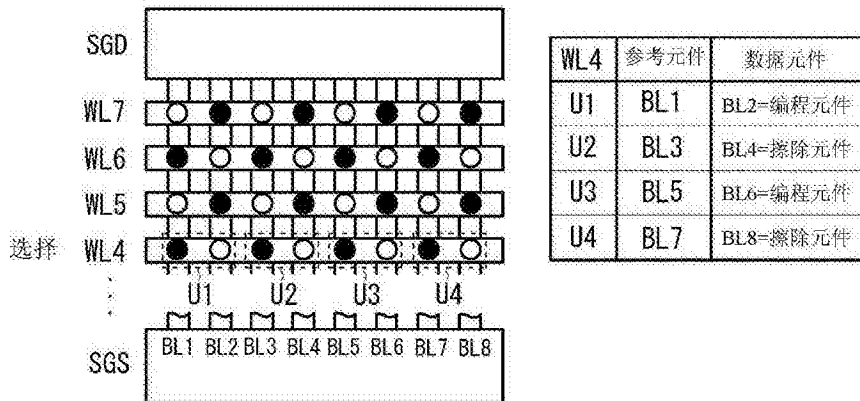 SGD
WL7
WL6
WL5
选择 WL4
U1 U2 U3 U4
BL1 BL2 BL3 BL4 BL5 BL6 BL7 BL8
SGS
WL4 参考元件 数据元件
U1 BL1 BL2=编程元件
U2 BL3 BL4=擦除元件
U3 BL5 BL6=编程元件
U4 BL7 BL8=擦除元件